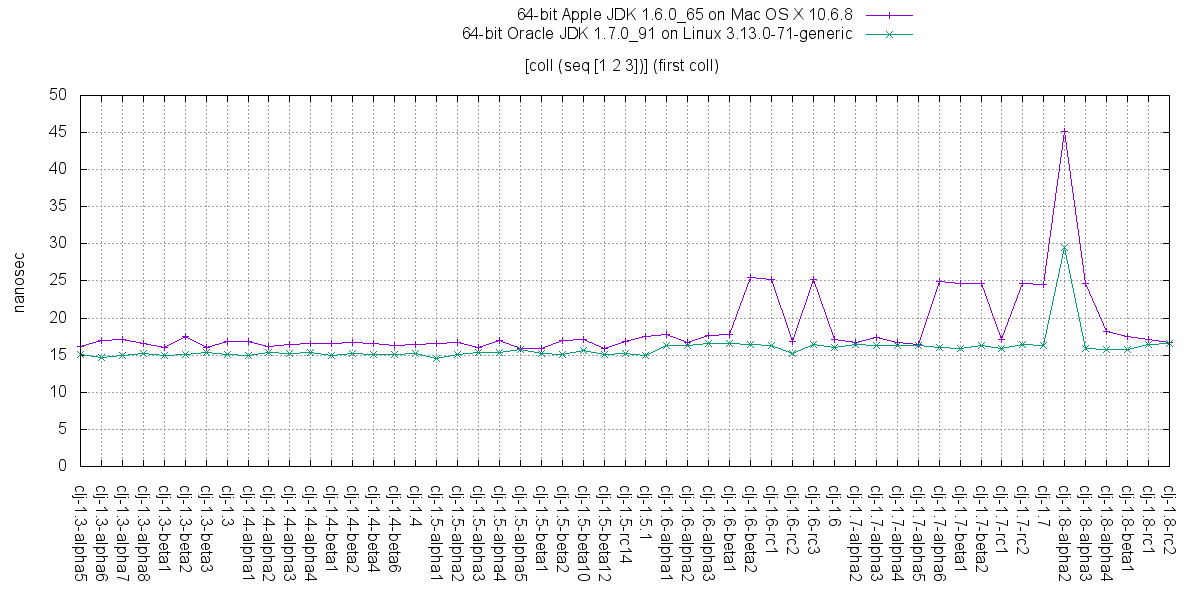 64-bit Apple JDK 1.6.0_65 on Mac OS X 10.6.8
64-bit Oracle JDK 1.7.0_91 on Linux 3.13.0-71-generic
[coll (seq [1 2 3])] (first coll)
50
45
40
35
30
25
20
15
10
5
0
nanosec
clj-1.3-alpha5
clj-1.3-alpha6
clj-1.3-alpha7
clj-1.3-alpha8
clj-1.3-beta1
clj-1.3-beta2
clj-1.3-beta3
clj-1.3
clj-1.4-alpha1
clj-1.4-alpha2
clj-1.4-alpha3
clj-1.4-alpha4
clj-1.4-beta1
clj-1.4-beta2
clj-1.4-beta4
clj-1.4-beta6
clj-1.4
clj-1.5-alpha1
clj-1.5-alpha2
clj-1.5-alpha3
clj-1.5-alpha4
clj-1.5-alpha5
clj-1.5-beta1
clj-1.5-beta2
clj-1.5-beta10
clj-1.5-beta12
clj-1.5-rc14
clj-1.5.1
clj-1.6-alpha1
clj-1.6-alpha2
clj-1.6-alpha3
clj-1.6-beta1
clj-1.6-beta2
clj-1.6-rc1
clj-1.6-rc2
clj-1.6-rc3
clj-1.6
clj-1.7-alpha2
clj-1.7-alpha3
clj-1.7-alpha4
clj-1.7-alpha5
clj-1.7-alpha6
clj-1.7-beta1
clj-1.7-beta2
clj-1.7-rc1
clj-1.7-rc2
clj-1.7
clj-1.8-alpha2
clj-1.8-alpha3
clj-1.8-alpha4
clj-1.8-beta1
clj-1.8-rc1
clj-1.8-rc2